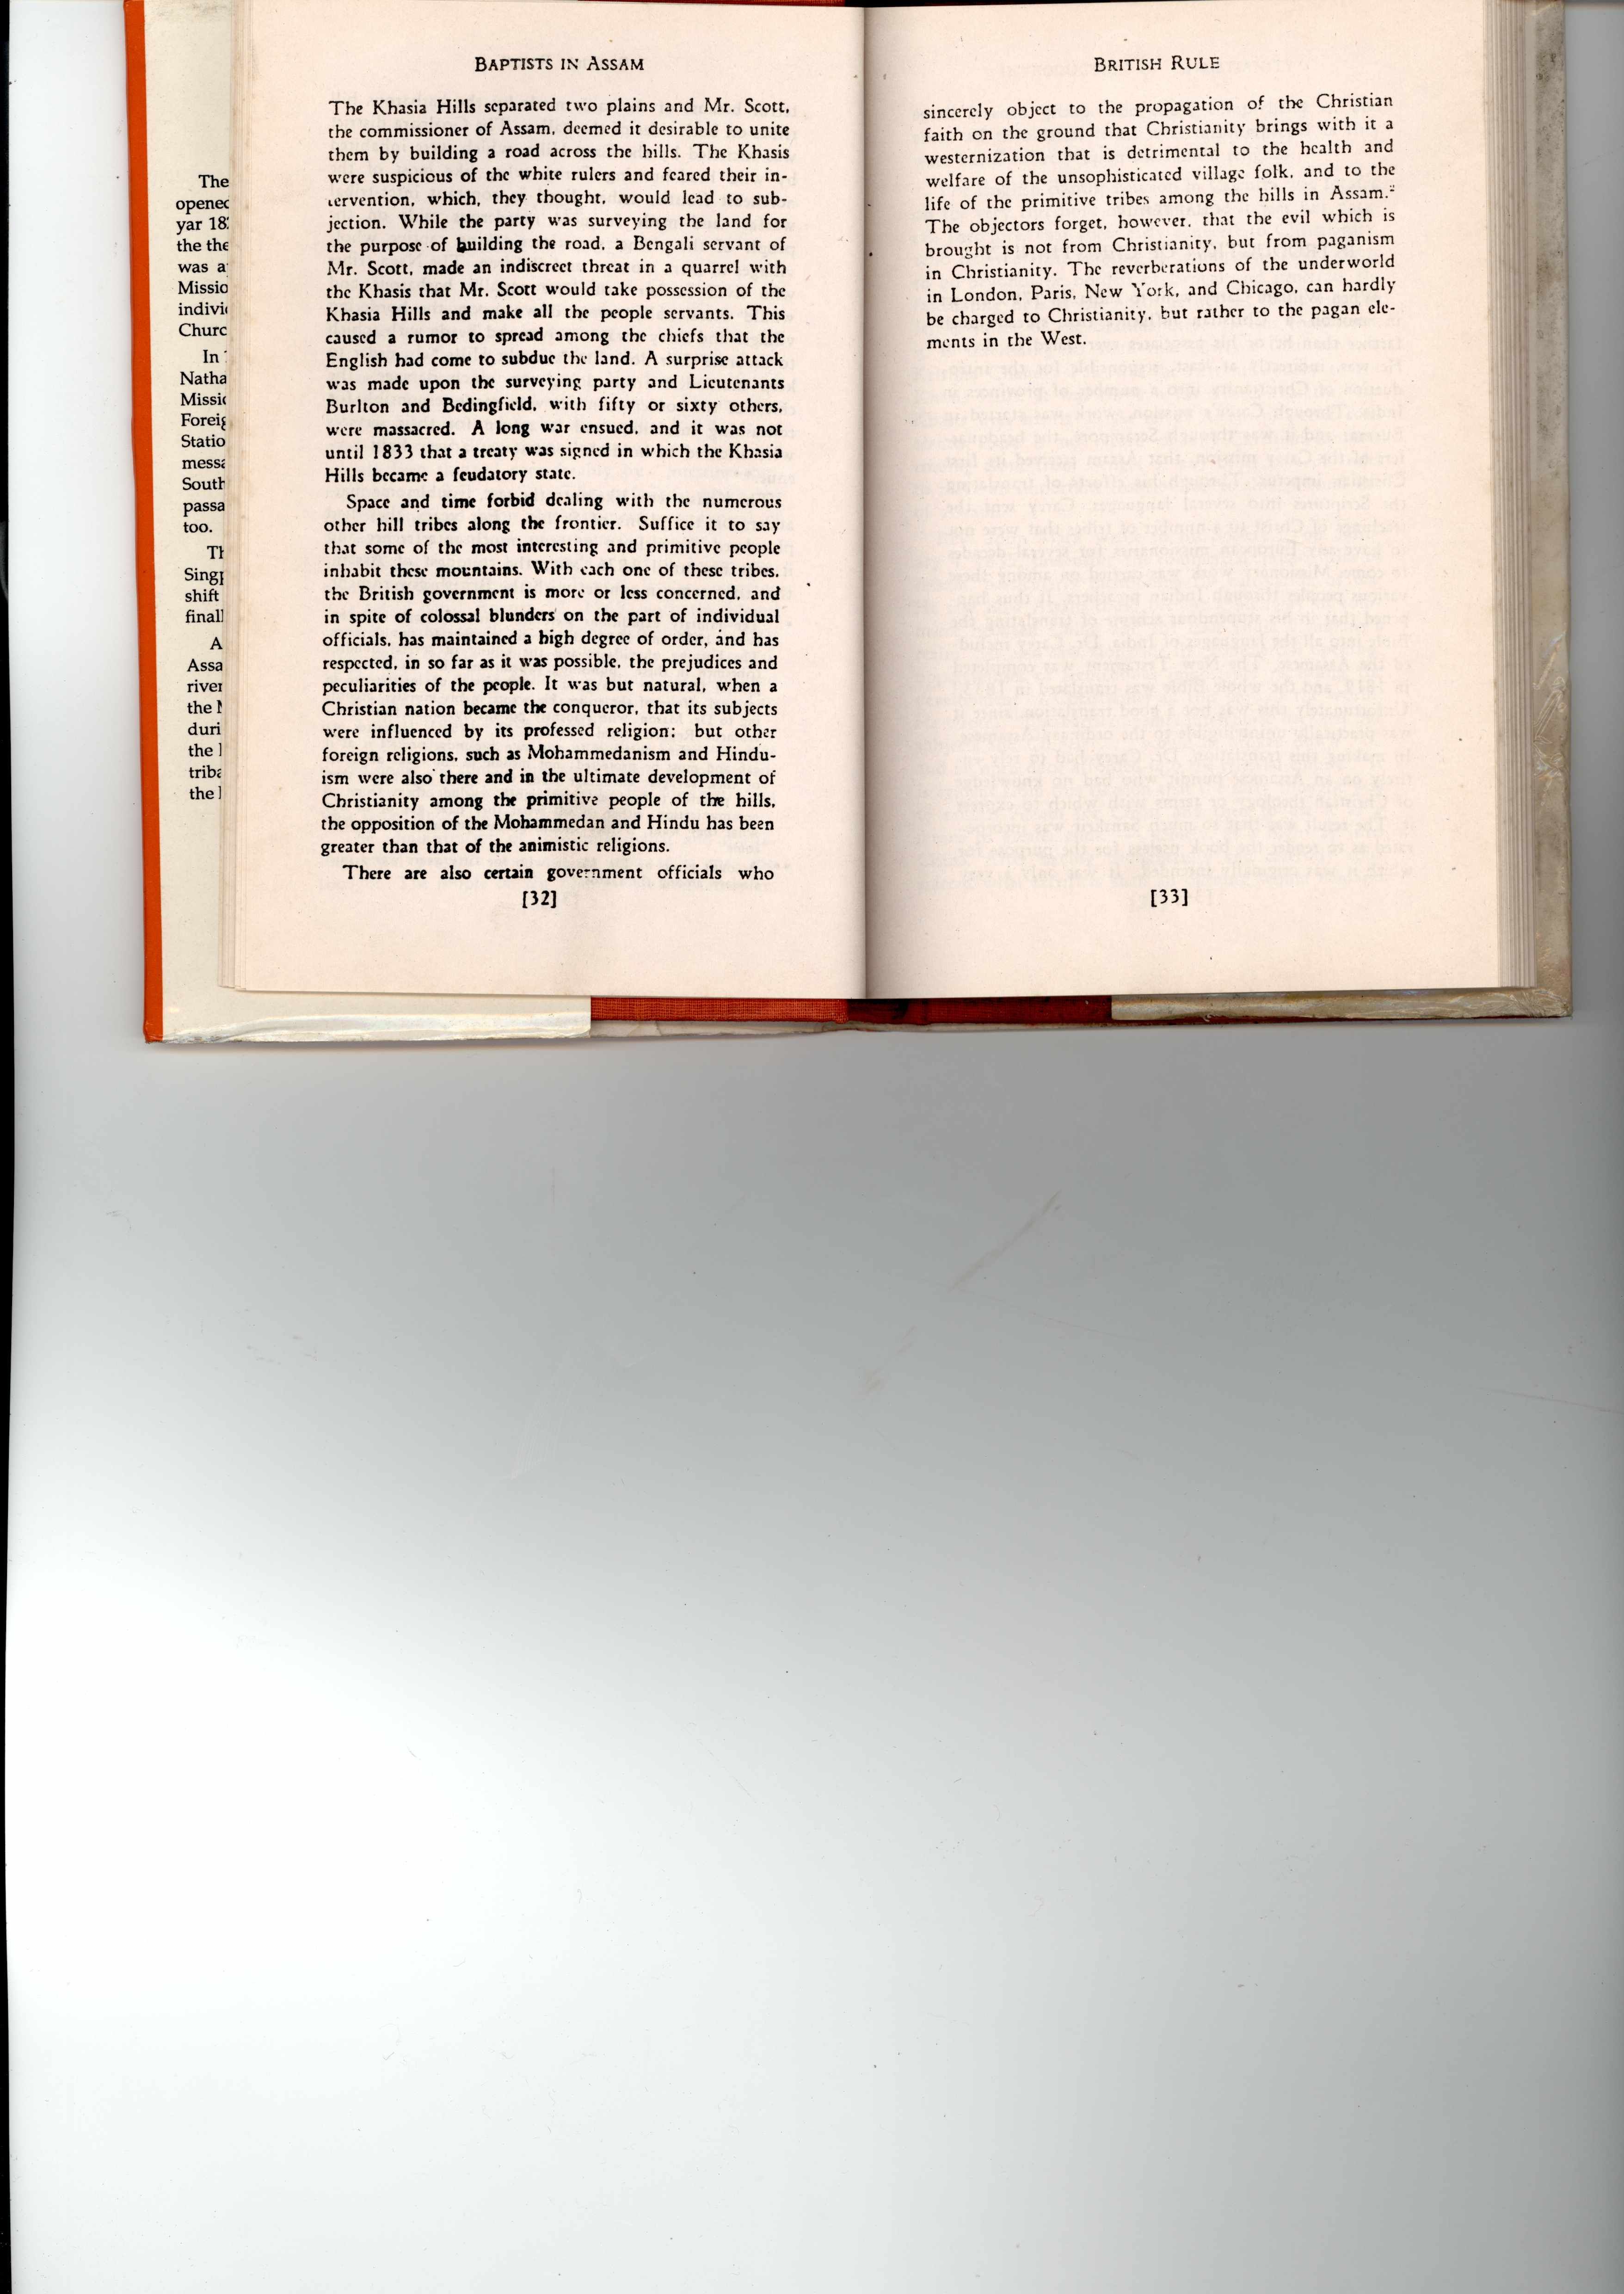 The
opened
yar 18
the the
was a
Missio
indivi
Churc
In
Natha
Missio
Foreig
Statio
messa
South
passa
too.
Th
Singp
shift
finall
A
Assa
river
the
duri
the
triba
the
BAPTISTS IN ASSAM
The Khasia Hills separated two plains and Mr. Scott,
the commissioner of Assam, deemed it desirable to unite
them by building a road across the hills. The Khasis
were suspicious of the white rulers and feared their in-
tervention, which, they thought, would lead to sub-
jection. While the party was surveying the land for
the purpose of building the road, a Bengali servant of
Mr. Scott, made an indiscreet threat in a quarrel with
the Khasis that Mr. Scott would take possession of the
Khasia Hills and make all the people servants. This
caused a rumor to spread among the chiefs that the
English had come to subdue the land. A surprise attack
was made upon the surveying party and Lieutenants
Burlton and Bedingfield, with fifty or sixty others,
were massacred. A long war ensued, and it was not
until 1833 that a treaty was signed in which the Khasia
Hills became a feudatory state.
Space and time forbid dealing with the numerous
other hill tribes along the frontier. Suffice it to say
that some of the most interesting and primitive people
inhabit these mountains. With each one of these tribes,
the British government is more or less concerned, and
in spite of colossal blunders on the part of individual
officials, has maintained a high degree of order, and has
respected, in so far as it was possible, the prejudices and
peculiarities of the people. It was but natural, when a
Christian nation became the conqueror, that its subjects
were influenced by its professed religion; but other
foreign religions, such as Mohammedanism and Hindu-
ism were also there and in the ultimate development of
Christianity among the primitive people of the hills,
the opposition of the Mohammedan and Hindu has been
greater than that of the animistic religions.
There are also certain government officials who
[32]
BRITISH RULE
sincerely object to the propagation of the Christian
faith on the ground that Christianity brings with it a
westernization that is detrimental to the health and
welfare of the unsophisticated village folk, and to the
life of the primitive tribes among the hills in Assam.²
The objectors forget, however, that the evil which is
brought is not from Christianity, but from paganism
in Christianity. The reverberations of the underworld
in London, Paris, New York, and Chicago, can hardly
be charged to Christianity, but rather to the pagan ele-
ments in the West.
[33]